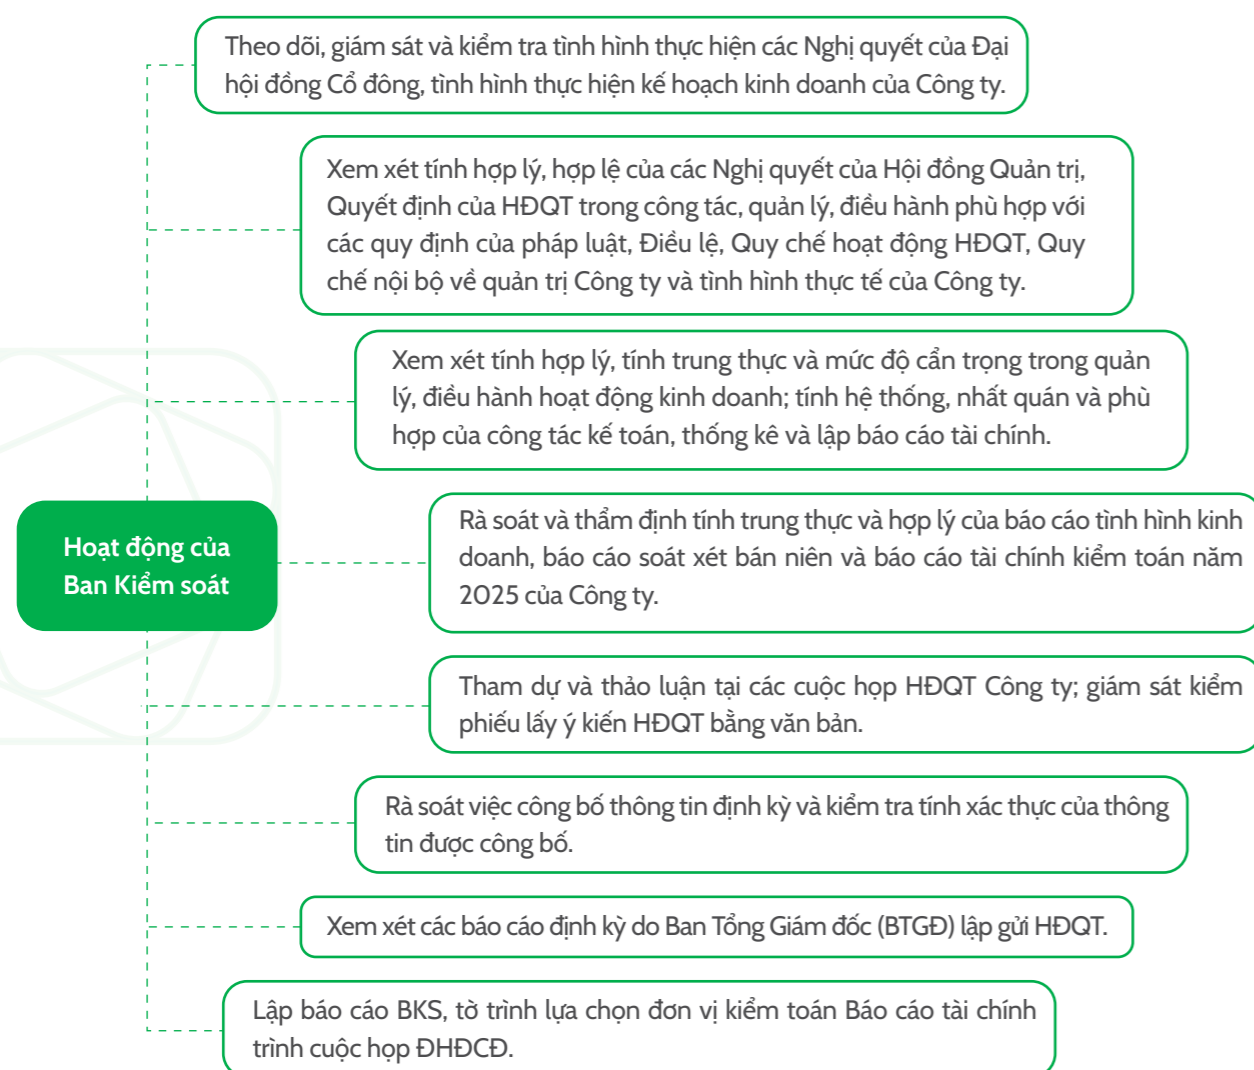 Theo dõi, giám sát và kiểm tra tình hình thực hiện các Nghị quyết của Đại
hội đồng Cổ đông, tình hình thực hiện kế hoạch kinh doanh của Công ty.
Xem xét tính hợp lý, hợp lệ của các Nghị quyết của Hội đồng Quản trị,
Quyết định của HĐQT trong công tác, quản lý, điều hành phù hợp với
các quy định của pháp luật, Điều lệ, Quy chế hoạt động HĐQT, Quy
chế nội bộ về quản trị Công ty và tình hình thực tế của Công ty.
Xem xét tính hợp lý, tính trung thực và mức độ cẩn trọng trong quản
lý, điều hành hoạt động kinh doanh; tính hệ thống, nhất quán và phù
hợp của công tác kế toán, thống kê và lập báo cáo tài chính.
Hoạt động của
Ban Kiểm soát
Rà soát và thẩm định tính trung thực và hợp lý của báo cáo tình hình kinh
doanh, báo cáo soát xét bán niên và báo cáo tài chính kiểm toán năm
2025 của Công ty.
Tham dự và thảo luận tại các cuộc họp HĐQT Công ty; giám sát kiểm
phiếu lấy ý kiến HĐQT bằng văn bản.
Rà soát việc công bố thông tin định kỳ và kiểm tra tính xác thực của thông
tin được công bố.
Xem xét các báo cáo định kỳ do Ban Tổng Giám đốc (BTGĐ) lập gửi HĐQT.
Lập báo cáo BKS, tờ trình lựa chọn đơn vị kiểm toán Báo cáo tài chính
trình cuộc họp ĐHĐCĐ.